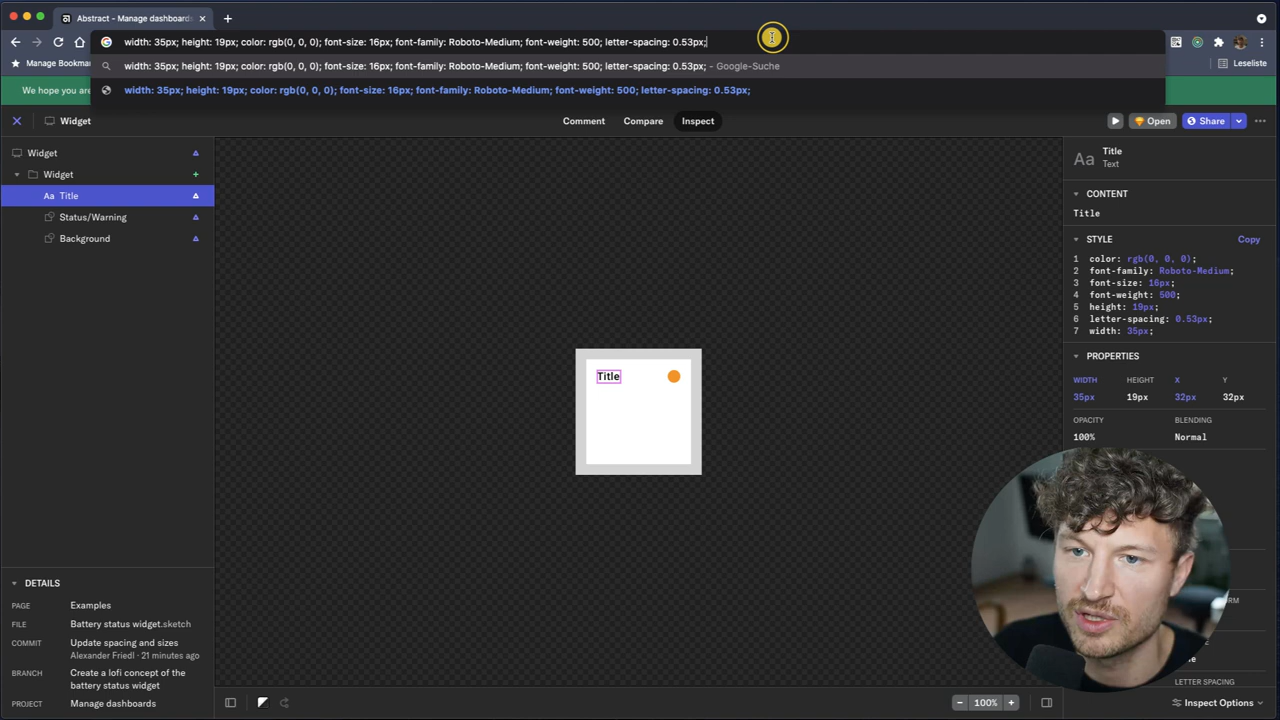 Abstract - Manage dashboards
width: 35px; height: 19px; color: rgb(0, 0, 0); font-size: 16px; font-family: Roboto-Medium; font-weight: 500; letter-spacing: 0.53px;
width: 35px; height: 19px; color: rgb(0, 0, 0); font-size: 16px; font-family: Roboto-Medium; font-weight: 500; letter-spacing: 0.53px; - Google-Suche
Manage Bookmar
Leseliste
We hope you are
width: 35px; height: 19px; color: rgb(0, 0, 0); font-size: 16px; font-family: Roboto-Medium; font-weight: 500; letter-spacing: 0.53px;
Widget
Comment
Compare
Inspect
Open
Share
Widget
Widget
Aa Title
Status/Warning
Background
Aa
Title
Text
CONTENT
Title
STYLE
Copy
1 color: rgb(0, 0, 0);
2 font-family: Roboto-Medium;
3 font-size: 16px;
4 font-weight: 500;
5 height: 19px;
6 letter-spacing: 0.53px;
7 width: 35px;
PROPERTIES
WIDTH HEIGHT X Y
35px 19px 32px 32px
OPACITY BLENDING
100% Normal
Title
LETTER SPACING
Inspect Options
DETAILS
PAGE Examples
FILE Battery status widget.sketch
COMMIT Update spacing and sizes
Alexander Friedl · 21 minutes ago
BRANCH Create a lofi concept of the
battery status widget
PROJECT Manage dashboards
100%